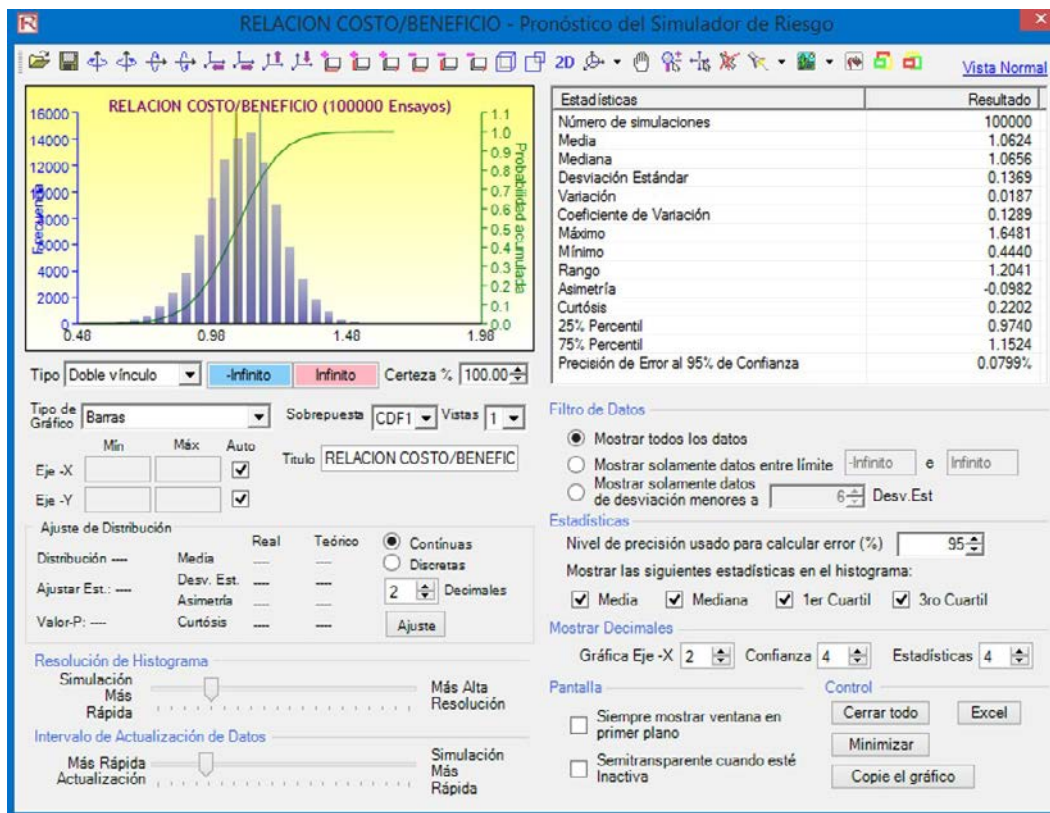 RELACION COSTO/BENEFICIO - Pronóstico del Simulador de Riesgo
2D
Vista Normal
RELACION COSTO/BENEFICIO (100000 Ensayos)
16000
14000
12000
10000
8000
6000
4000
2000
0
Frecuencia
1.1
1.0
0.9
0.8
0.7
0.6
0.5
0.4
0.3
0.2
0.1
0.0
Probabilidad acumulada
0.48 0.98 1.48 1.98
Tipo Doble vínculo -Infinito Infinito Certeza % 100.00
Tipo de Gráfico Barras Sobrepuesta CDF1 Vistas 1
Mín Máx Auto
Eje -X
Eje -Y
Titulo RELACION COSTO/BENEFIC
Ajuste de Distribución
Real Teórico
Distribución ----
Media ---- ----
Ajustar Est.: ----
Desv. Est. ---- ----
Asimetría ---- ----
Valor-P: ----
Curtósis ---- ----
Contínuas
Discretas
2 Decimales
Ajuste
Resolución de Histograma
Simulación Más Rápida
Más Alta Resolución
Intervalo de Actualización de Datos
Más Rápida Actualización
Simulación Más Rápida
Estadísticas Resultado
Número de simulaciones 100000
Media 1.0624
Mediana 1.0656
Desviación Estándar 0.1369
Variación 0.0187
Coeficiente de Variación 0.1289
Máximo 1.6481
Mínimo 0.4440
Rango 1.2041
Asimetría -0.0982
Curtósis 0.2202
25% Percentil 0.9740
75% Percentil 1.1524
Precisión de Error al 95% de Confianza 0.0799%
Filtro de Datos
Mostrar todos los datos
Mostrar solamente datos entre límite -Infinito e Infinito
Mostrar solamente datos
de desviación menores a 6 Desv.Est
Estadísticas
Nivel de precisión usado para calcular error (%) 95
Mostrar las siguientes estadísticas en el histograma:
Media Mediana 1er Cuartil 3ro Cuartil
Mostrar Decimales
Gráfica Eje -X 2 Confianza 4 Estadísticas 4
Pantalla
Siempre mostrar ventana en
primer plano
Semitransparente cuando esté
Inactiva
Control
Cerrar todo Excel
Minimizar
Copie el gráfico